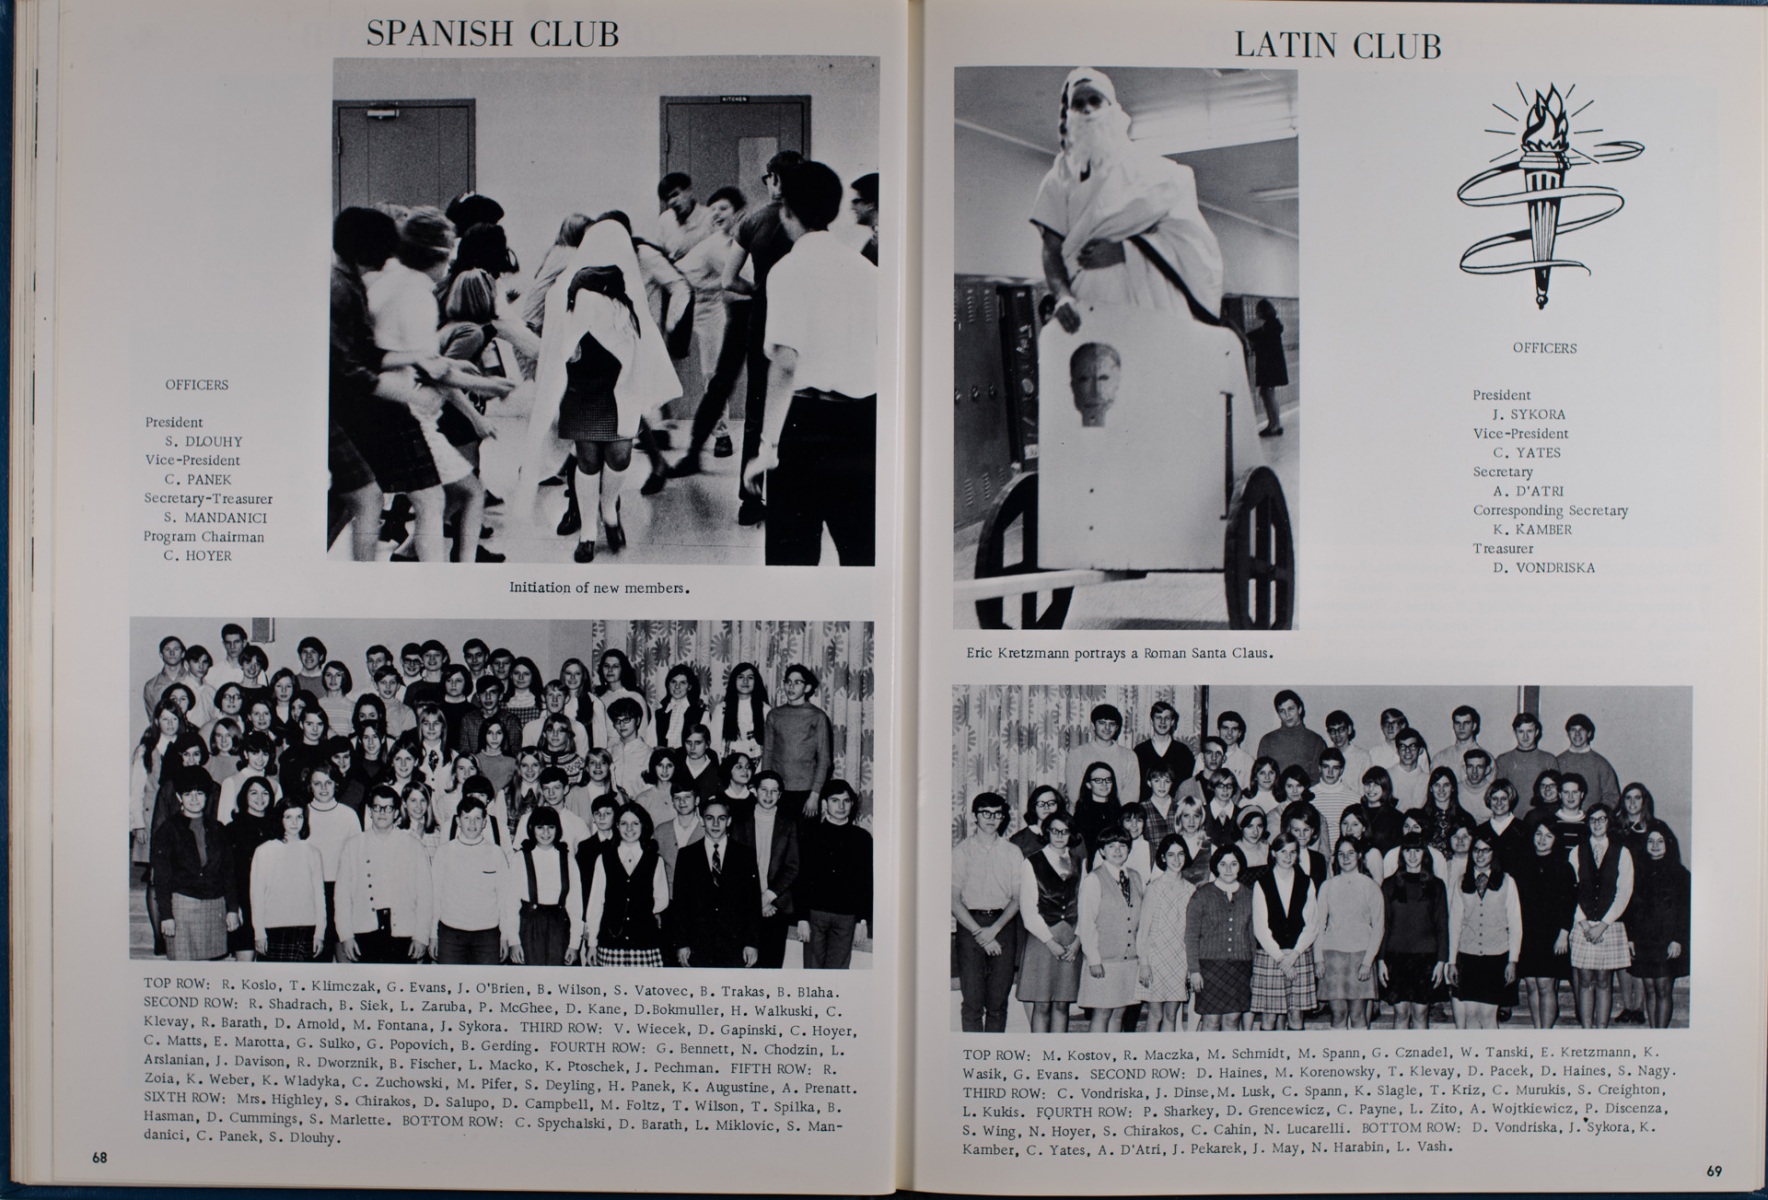 SPANISH CLUB
KITCHEN
OFFICERS
President
S. DLOUHY
Vice-President
C. PANEK
Secretary-Treasurer
S. MANDANICI
Program Chairman
C. HOYER
Initiation of new members.
TOP ROW: R. Koslo, T. Klimczak, G. Evans, J. O'Brien, B. Wilson, S. Vatovec, B. Trakas, B. Blaha.
SECOND ROW: R. Shadrach, B. Siek, L. Zaruba, P. McGhee, D. Kane, D.Bokmuller, H. Walkuski, C.
Klevay, R. Barath, D. Arnold, M. Fontana, J. Sykora. THIRD ROW: V. Wiecek, D. Gapinski, C. Hoyer,
C. Matts, E. Marotta, G. Sulko, G. Popovich, B. Gerding. FOURTH ROW: G. Bennett, N. Chodzin, L.
Arslanian, J. Davison, R. Dworznik, B. Fischer, L. Macko, K. Ptoschek, J. Pechman. FIFTH ROW: R.
Zoia, K. Weber, K. Wladyka, C. Zuchowski, M. Pifer, S. Deyling, H. Panek, K. Augustine, A. Prenatt.
SIXTH ROW: Mrs. Highley, S. Chirakos, D. Salupo, D. Campbell, M. Foltz, T. Wilson, T. Spilka, B.
Hasman, D. Cummings, S. Marlette. BOTTOM ROW: C. Spychalski, D. Barath, L. Miklovic, S. Man-
danici, C. Panek, S. Dlouhy.
68
LATIN CLUB
OFFICERS
President
J. SYKORA
Vice-President
C. YATES
Secretary
A. D'ATRI
Corresponding Secretary
K. KAMBER
Treasurer
D. VONDRISKA
Eric Kretzmann portrays a Roman Santa Claus.
TOP ROW: M. Kostov, R. Maczka, M. Schmidt, M. Spann, G. Cznadel, W. Tanski, E. Kretzmann, K.
Wasik, G. Evans. SECOND ROW: D. Haines, M. Korenowsky, T. Klevay, D. Pacek, D. Haines, S. Nagy.
THIRD ROW: C. Vondriska, J. Dinse, M. Lusk, C. Spann, K. Slagle, T. Kriz, C. Murukis, S. Creighton,
L. Kukis. FOURTH ROW: P. Sharkey, D. Grencewicz, C. Payne, L. Zito, A. Wojtkiewicz, P. Discenza,
S. Wing, N. Hoyer, S. Chirakos, C. Cahin, N. Lucarelli. BOTTOM ROW: D. Vondriska, J. Sykora, K.
Kamber, C. Yates, A. D'Atri, J. Pekarek, J. May, N. Harabin, L. Vash.
69